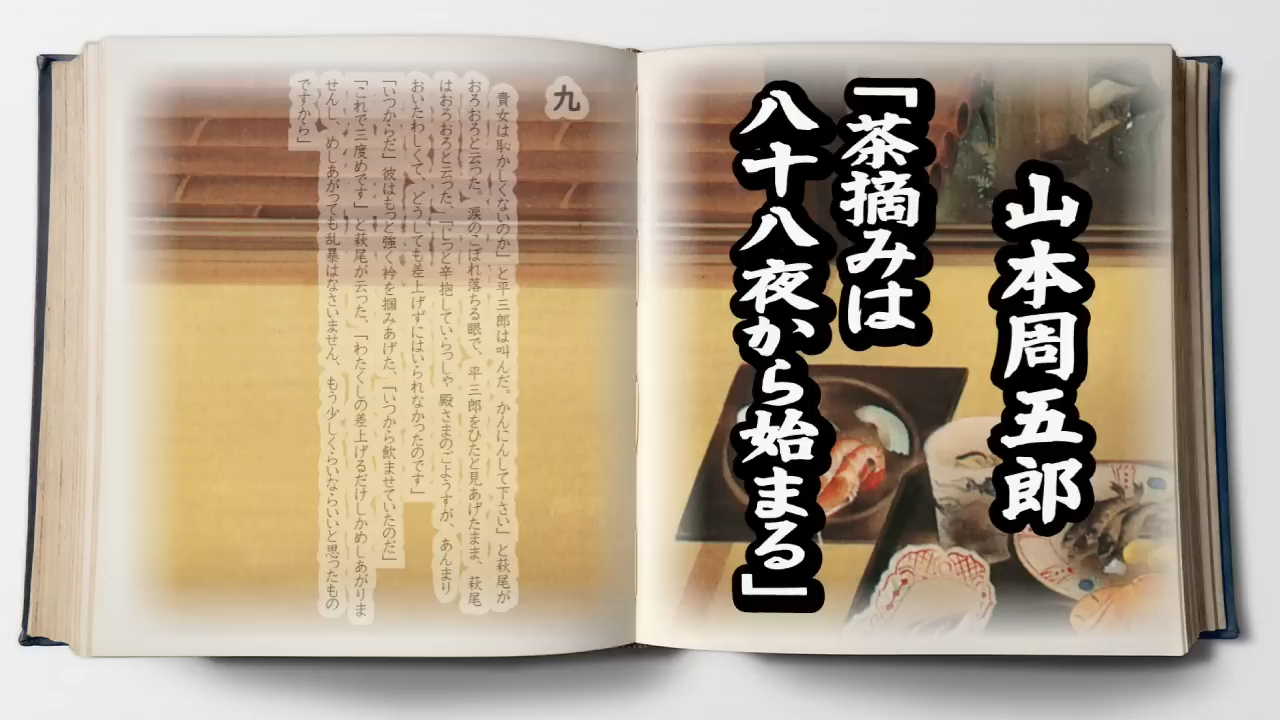 山本周五郎
「茶摘みは
八十八夜から始まる」
九
貴女は恥かしくないのか」と平三郎は叫んだ。かんにんして下さい」と萩尾が
おろおろと云った。涙のこぼれ落ちる眼で、平三郎をひたと見あげたまま、萩尾
はおろおろと云った、「じっと辛抱していらっしゃ 殿さまのごようすが、あんまり
おいたわしくて、どうしても差上げずにはいられなかったのです」
「いつからだ」彼はもっと強く衿を掴みあげた、「いつから飲ませていたのだ」
「これで三度めです」と萩尾が云った、「わたくしの差上げるだけしかめしあがりま
せんし、めしあがっても乱暴はなさいません、もう少しくらいならいいと思ったもの
ですから」